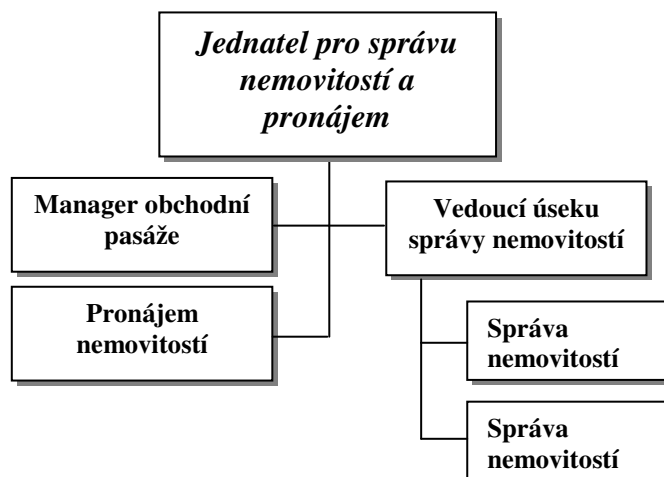 Jednatel pro správu
nemovitostí a
pronájem
Manager obchodní
pasáže
Vedoucí úseku
správy nemovitostí
Pronájem
nemovitostí
Správa
nemovitostí
Správa
nemovitostí